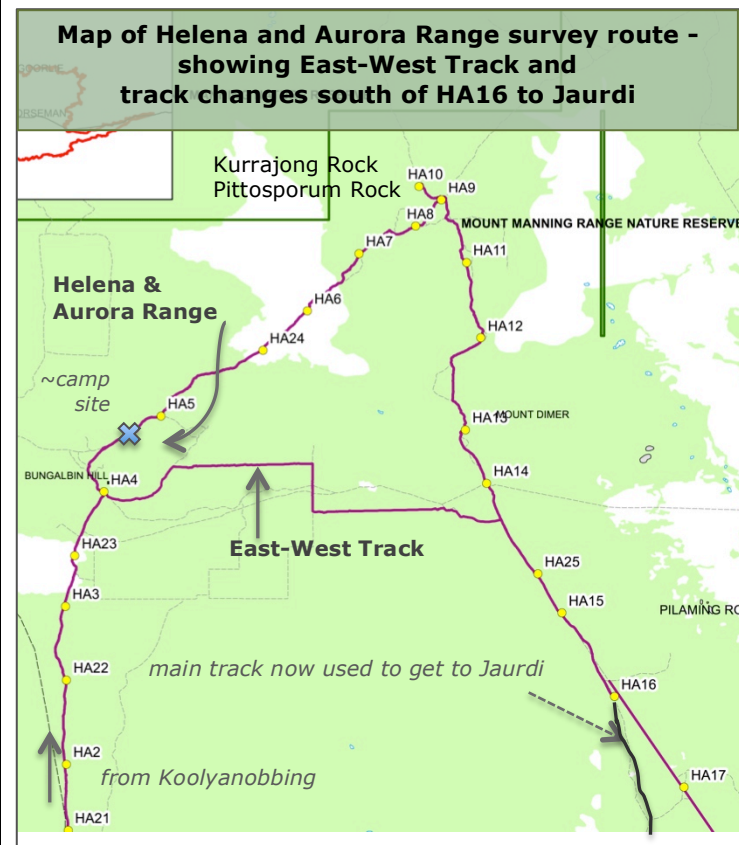 Map of Helena and Aurora Range survey route -
showing East-West Track and
track changes south of HA16 to Jaurdi
Kurrajong Rock
Pittosporum Rock
HA10
HA9
HA8
MOUNT MANNING RANGE NATURE RESERVE
HA7
HA11
Helena &
Aurora Range
HA6
HA12
HA24
~camp
site
HA5
HA13
MOUNT DIMER
BUNGALBIN HILL
HA4
HA14
East-West Track
HA23
HA25
HA3
HA15
PILAMING RO
main track now used to get to Jaurdi
HA22
HA16
HA2
from Koolyanobbing
HA17
HA21